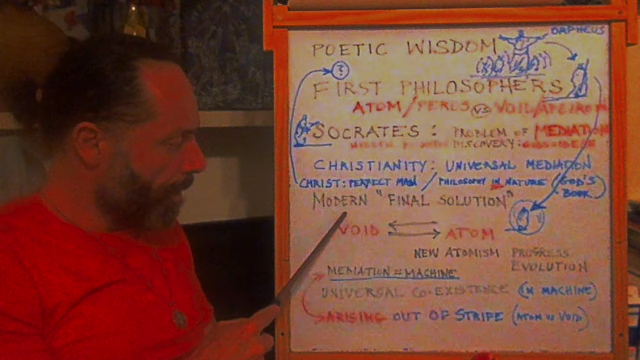 POETIC WISDOM
ORPHEUS
FIRST PHILOSOPHERS
ATOM/PERAS VS VOID/APEIRON
SOCRATES: PROBLEM OF MEDIATION
DISCOVERY:
CHRISTIANITY: UNIVERSAL MEDIATION
CHRIST: PERFECT MAN / PHILOSOPHY IN NATURE (GOD'S BOOK)
MODERN "FINAL SOLUTION"
VOID ATOM
NEW ATOMISM PROGRESS
EVOLUTION
MEDIATION = MACHINE
UNIVERSAL CO-EXISTENCE (IN MACHINE)
ARISING OUT OF STRIFE (ATOM VS VOID)